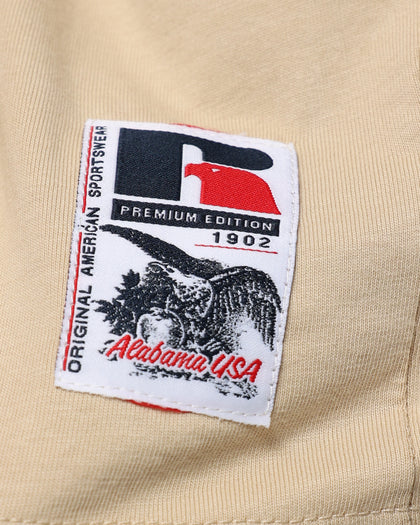 ORIGINAL AMERICAN SPORTSWEAR
R
PREMIUM EDITION
1902
Alabama USA